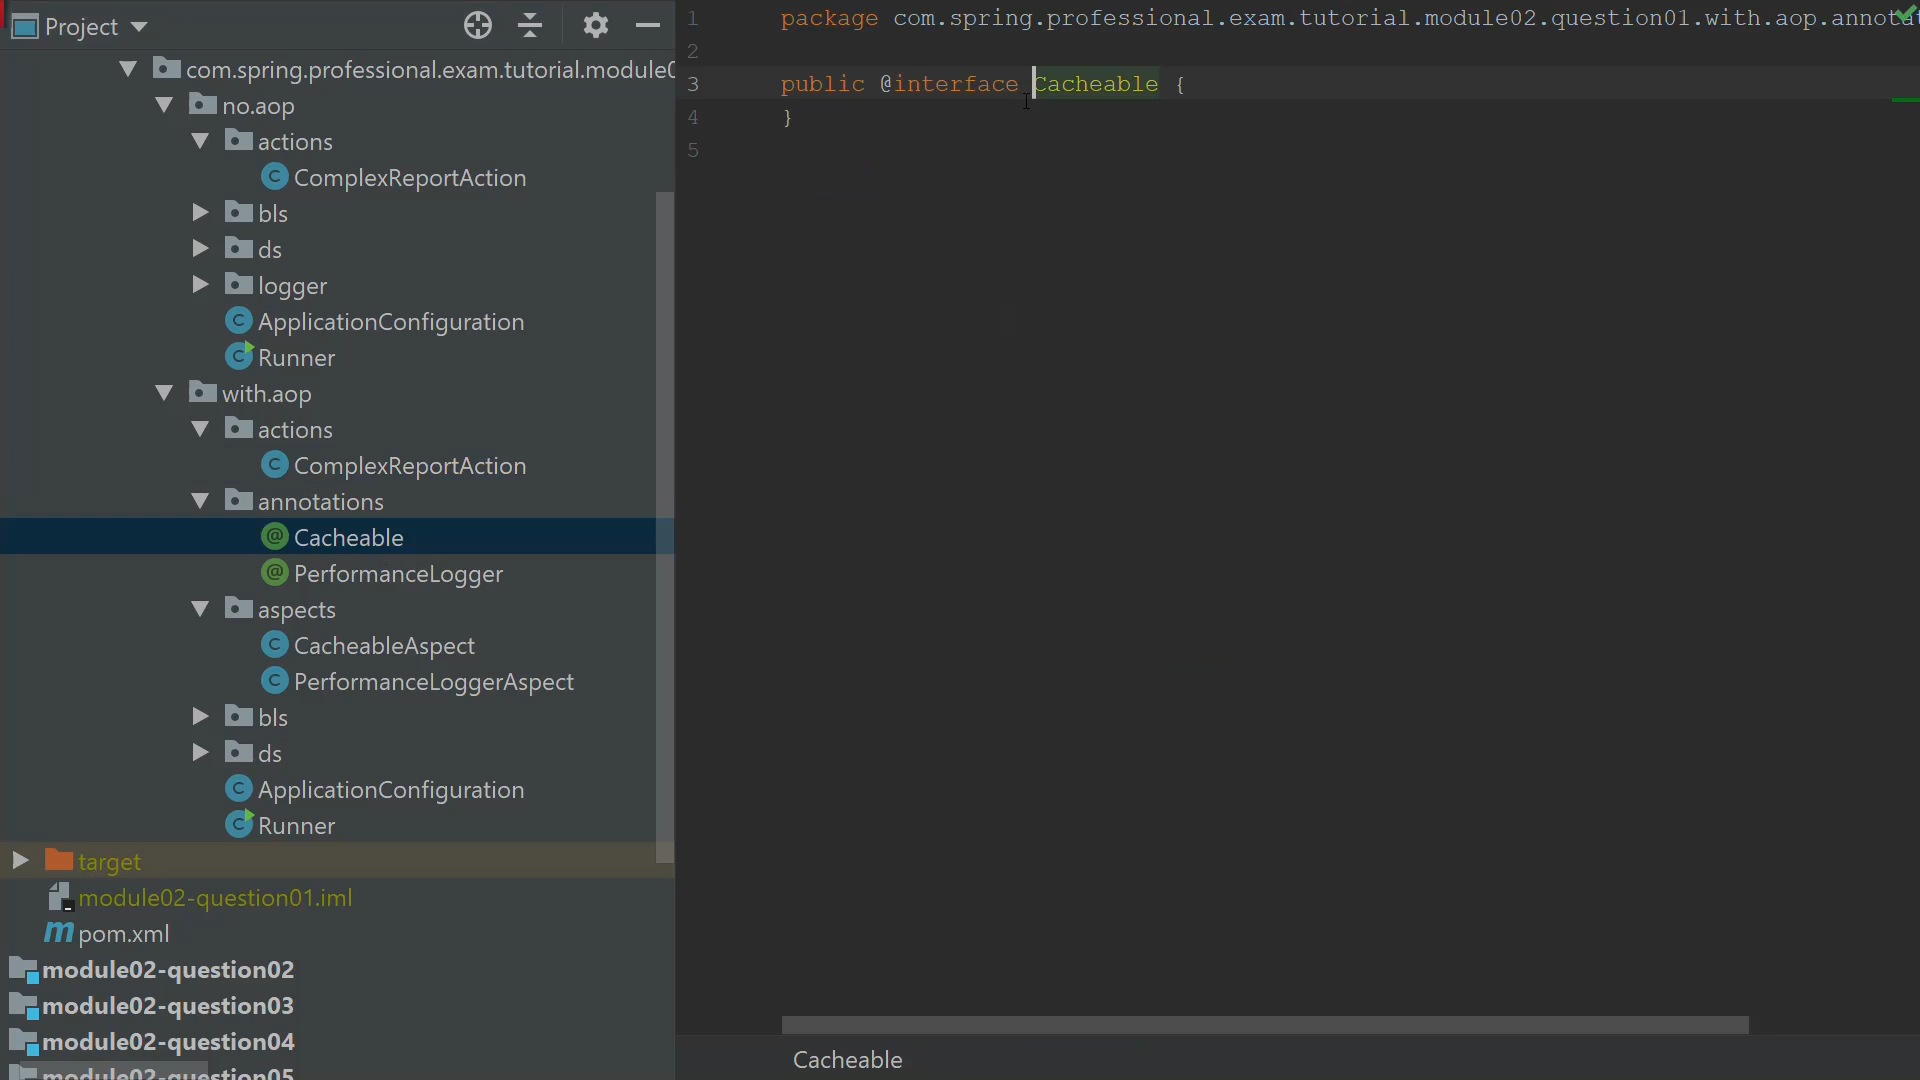 Project
com.spring.professional.exam.tutorial.module0
no.aop
actions
ComplexReportAction
bls
ds
logger
ApplicationConfiguration
Runner
with.aop
actions
ComplexReportAction
annotations
Cacheable
PerformanceLogger
aspects
CacheableAspect
PerformanceLoggerAspect
bls
ds
ApplicationConfiguration
Runner
target
module02-question01.iml
pom.xml
module02-question02
module02-question03
module02-question04
module02-question05
1 package com.spring.professional.exam.tutorial.module02.question01.with.aop.annotat
2
3 public @interface Cacheable {
4 }
5
Cacheable